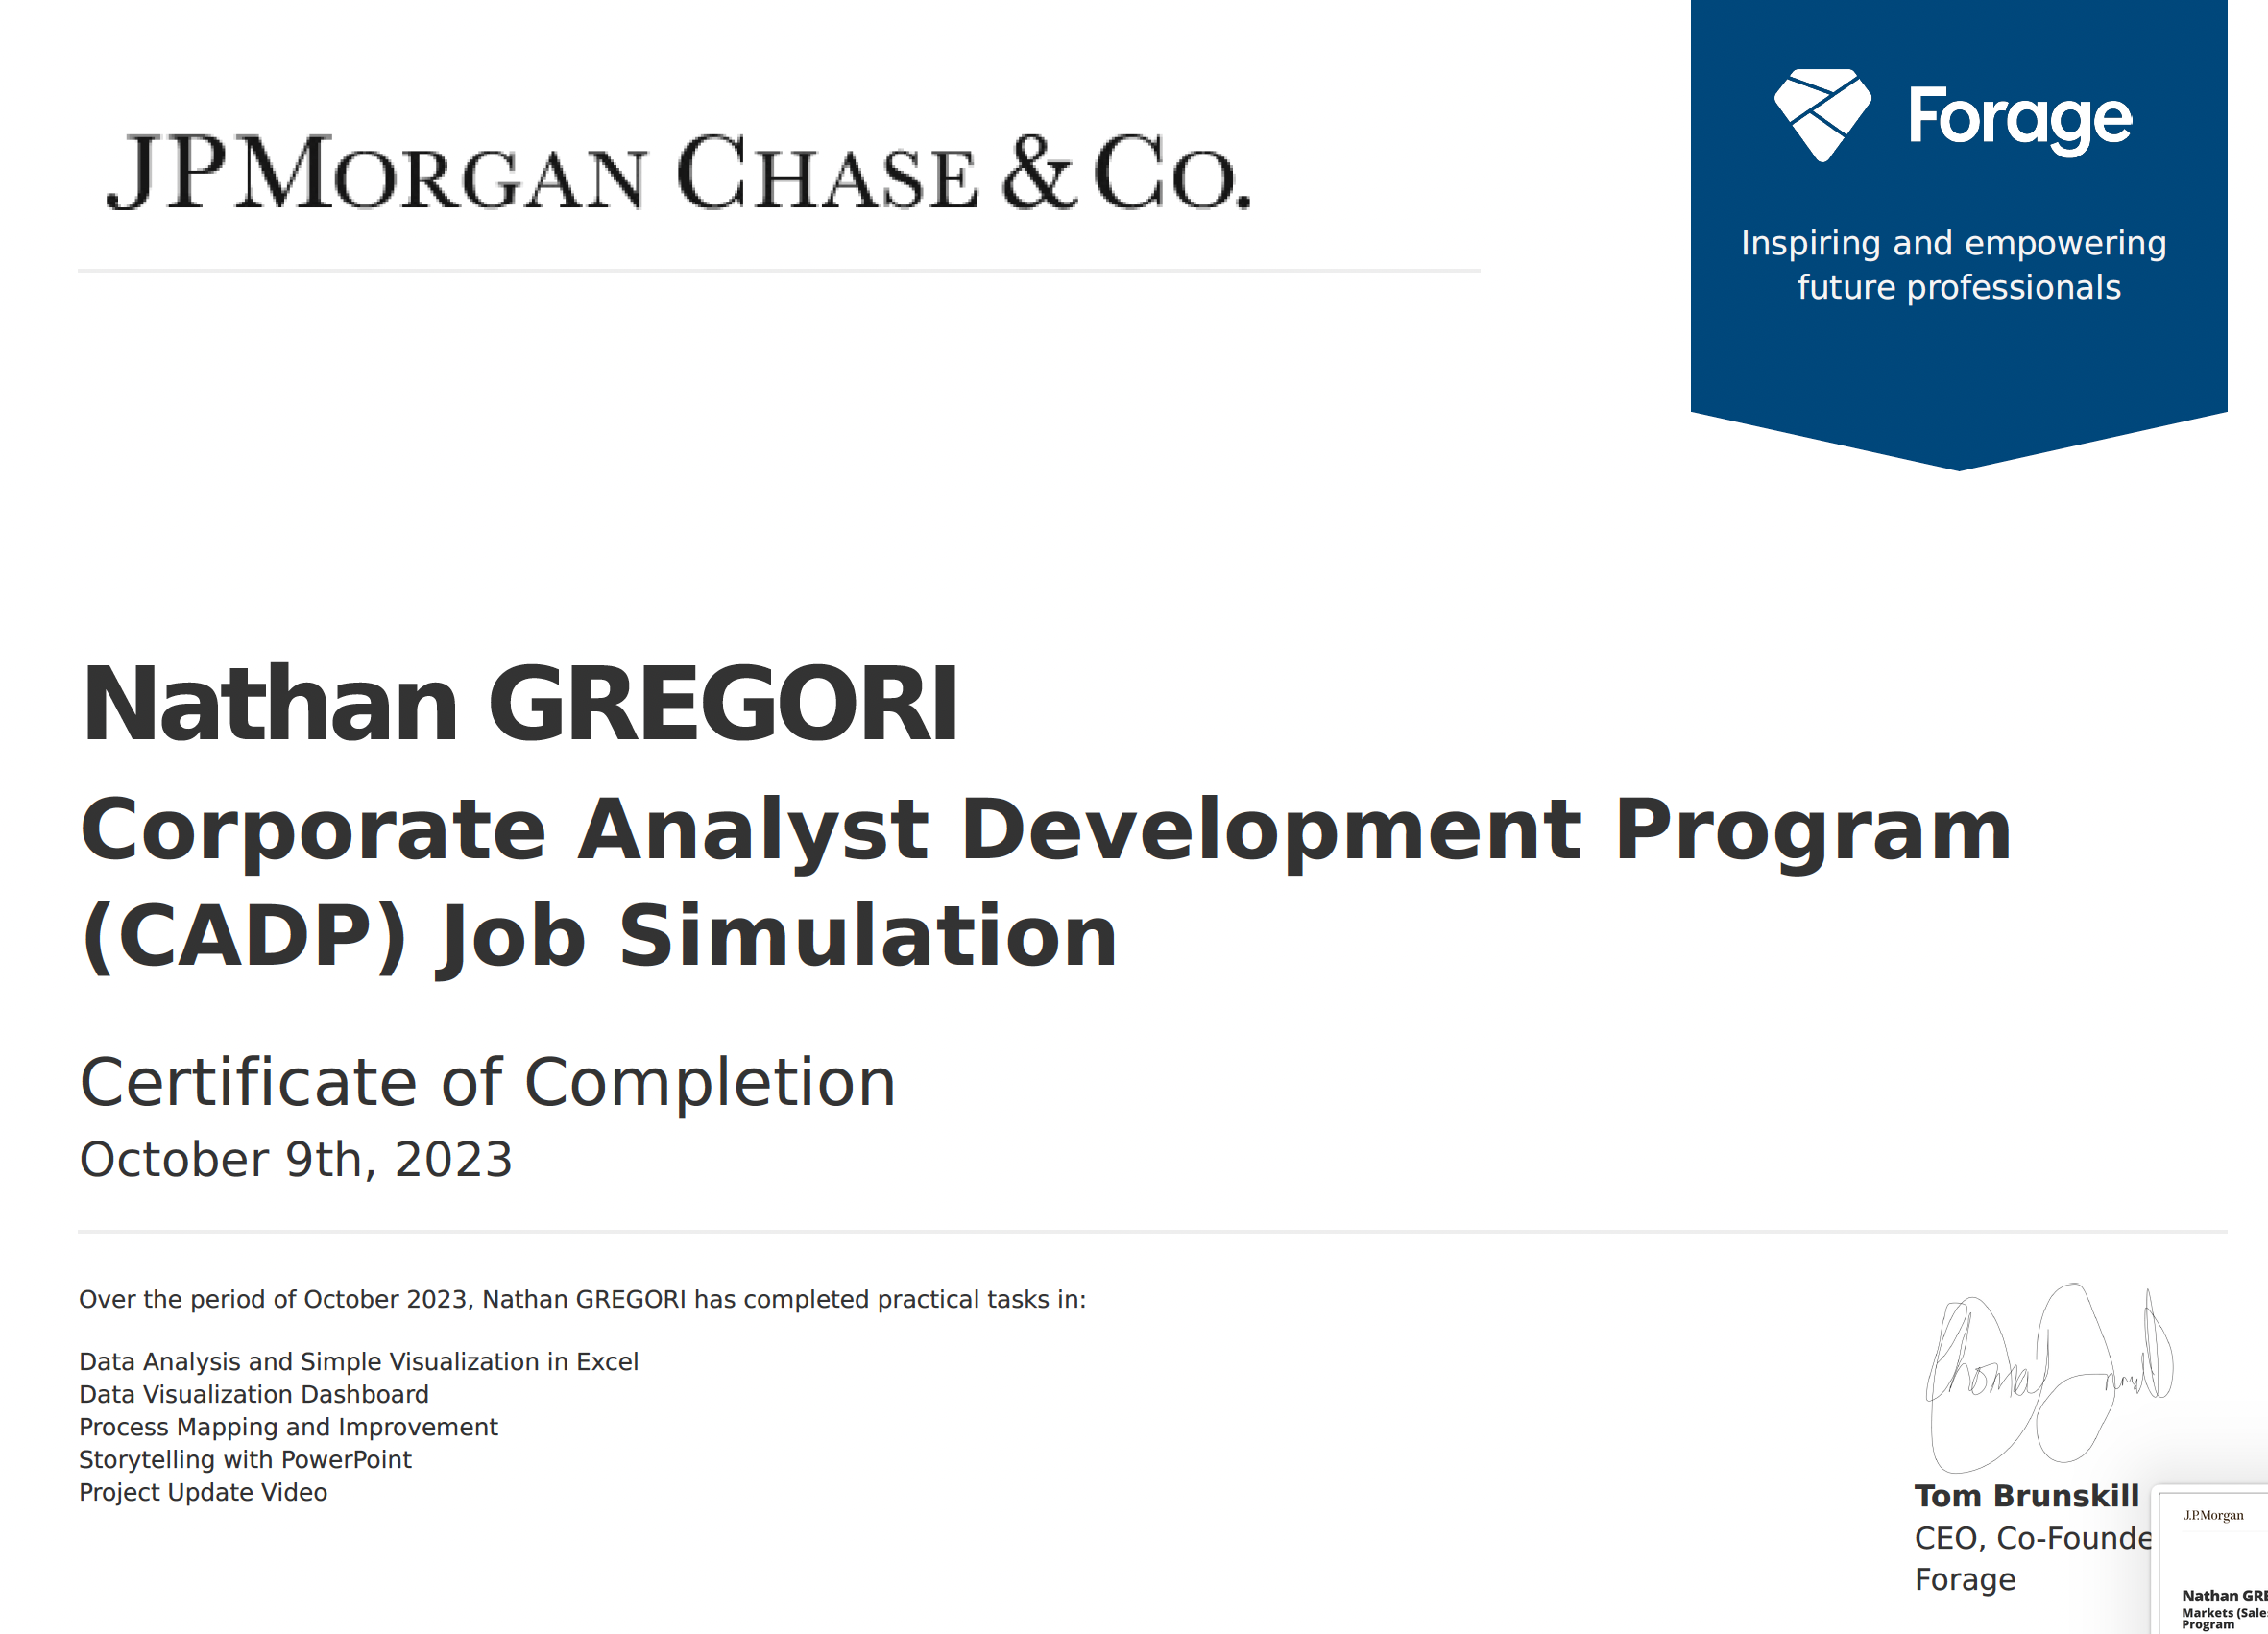 JPMORGAN CHASE & CO.
Forage
Inspiring and empowering
future professionals
Nathan GREGORI
Corporate Analyst Development Program
(CADP) Job Simulation
Certificate of Completion
October 9th, 2023
Over the period of October 2023, Nathan GREGORI has completed practical tasks in:
Data Analysis and Simple Visualization in Excel
Data Visualization Dashboard
Process Mapping and Improvement
Storytelling with PowerPoint
Project Update Video
Tom Brunskill
CEO, Co-Founde
Forage
J.P.Morgan
Nathan GRE
Markets (Sale
Program